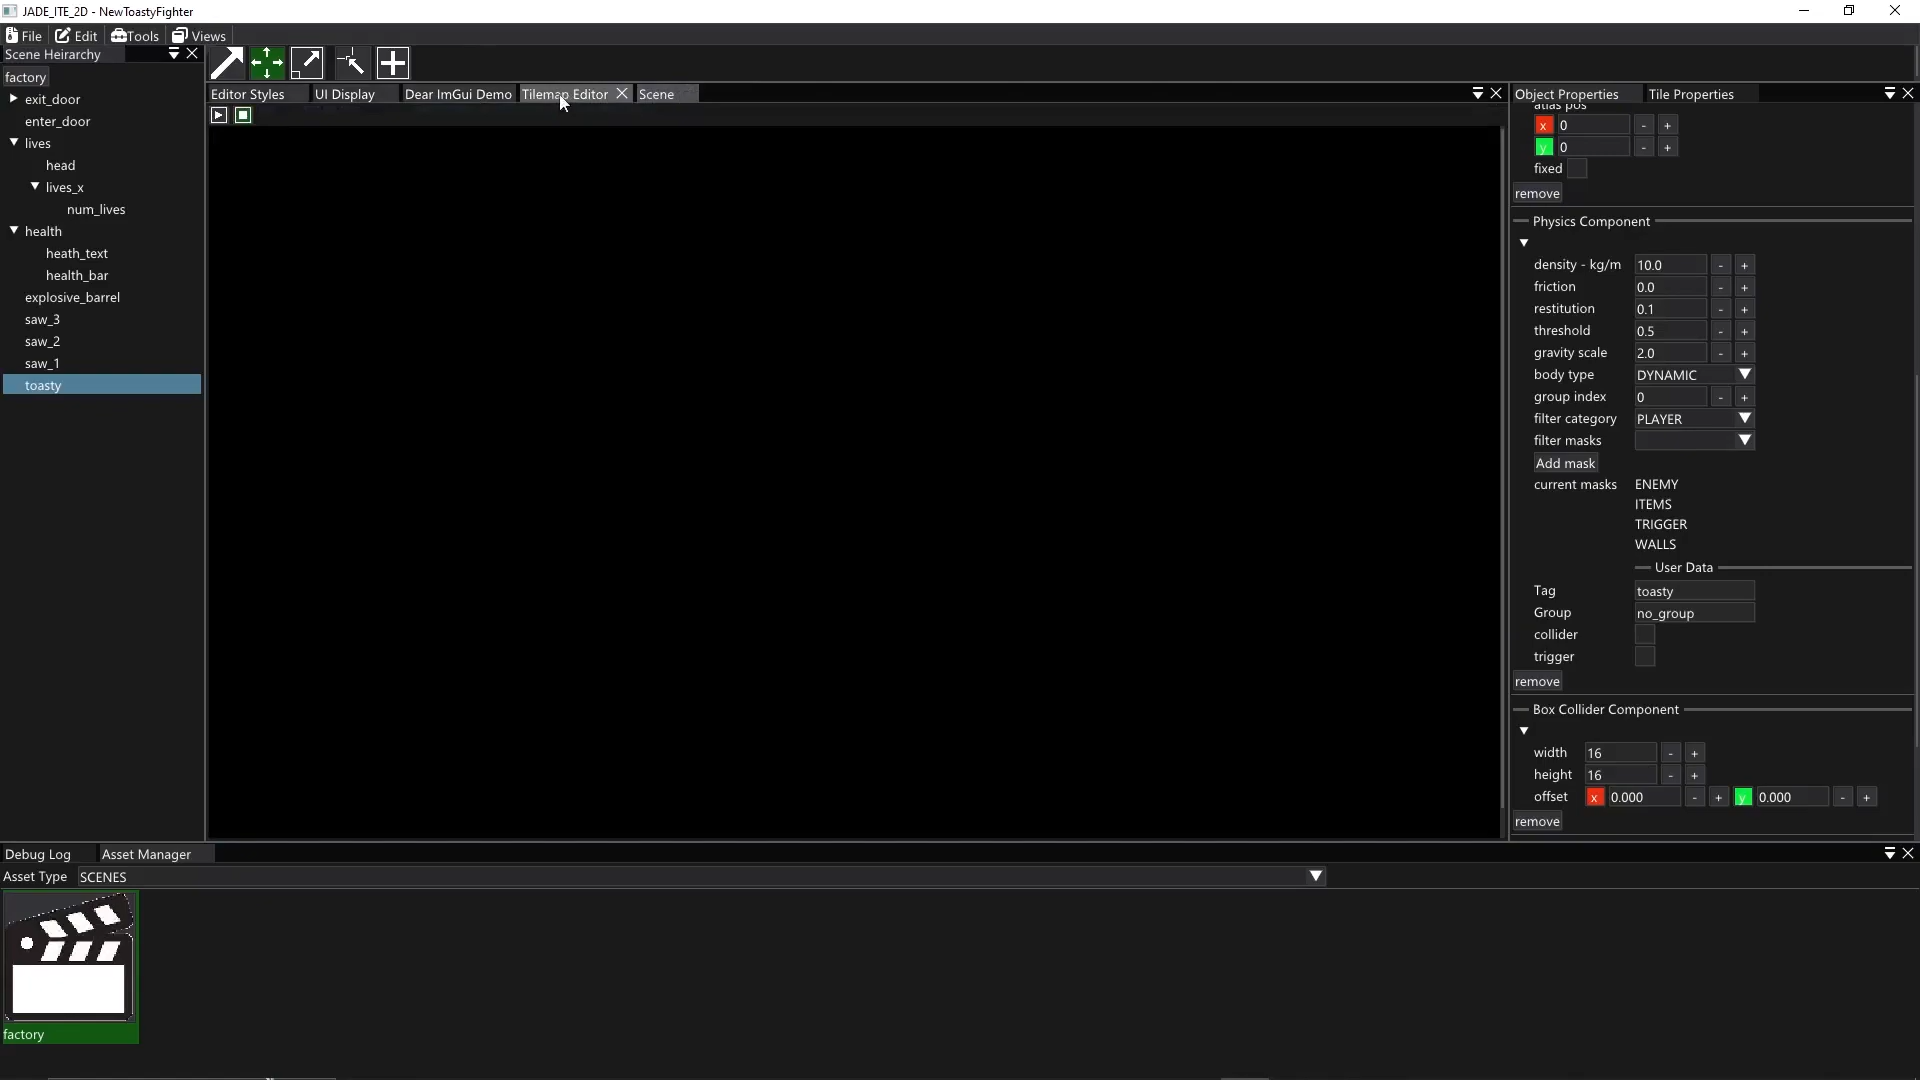 JADE_ITE_2D - NewToastyFighter
File Edit Tools Views
Scene Heirarchy
factory
exit_door
enter_door
lives
head
lives_x
num_lives
health
heath_text
health_bar
explosive_barrel
saw_3
saw_2
saw_1
toasty
Editor Styles UI Display Dear ImGui Demo Tilemap Editor Scene
Object Properties Tile Properties
atlas pos
x 0 - +
y 0 - +
fixed
remove
Physics Component
density - kg/m 10.0 - +
friction 0.0 - +
restitution 0.1 - +
threshold 0.5 - +
gravity scale 2.0 - +
body type DYNAMIC
group index 0 - +
filter category PLAYER
filter masks
Add mask
current masks ENEMY
ITEMS
TRIGGER
WALLS
User Data
Tag toasty
Group no_group
collider
trigger
remove
Box Collider Component
width 16 - +
height 16 - +
offset x 0.000 - + y 0.000 - +
remove
Debug Log Asset Manager
Asset Type SCENES
factory